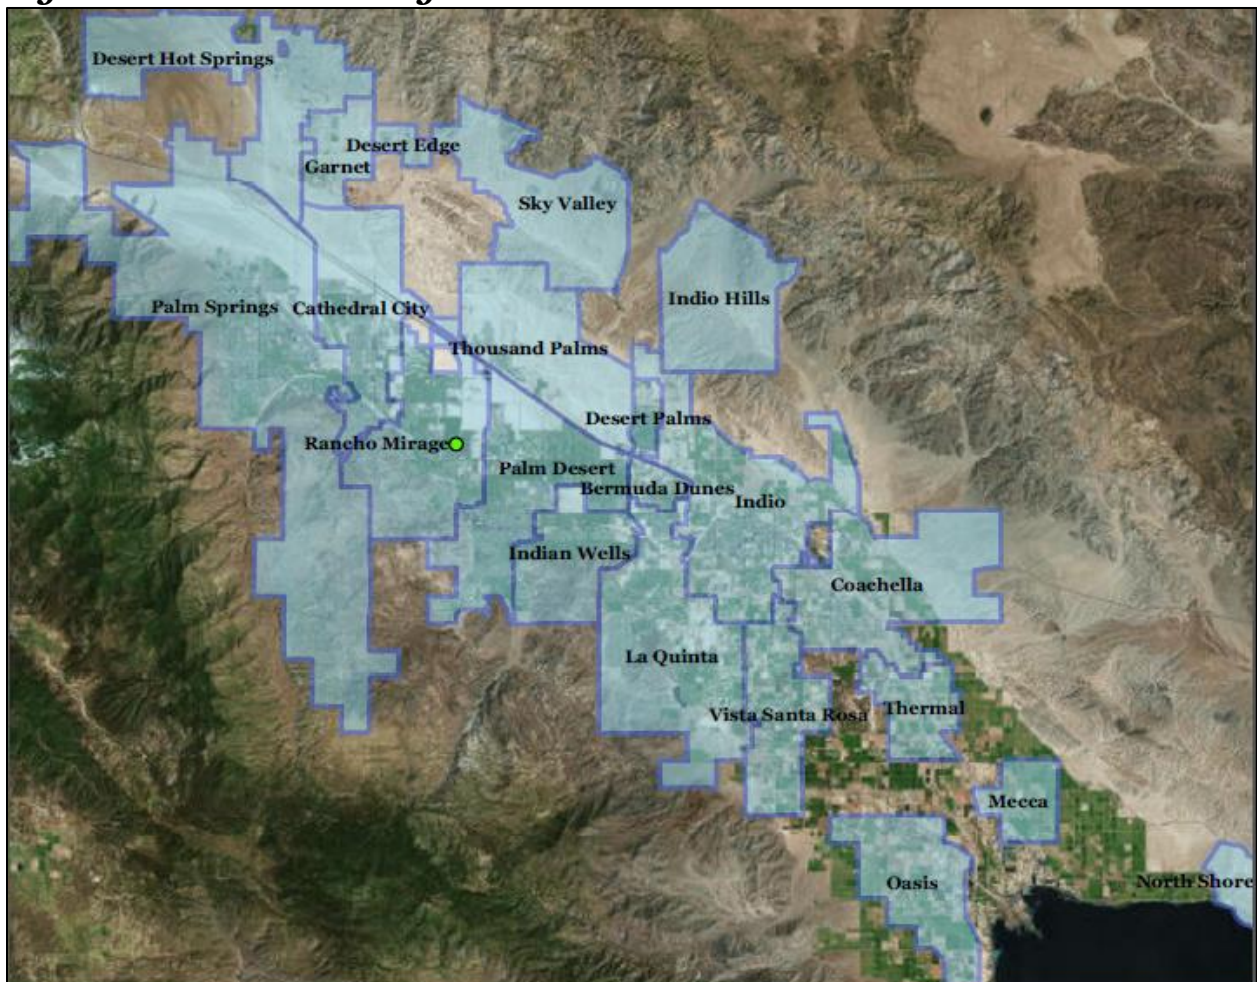 Desert Hot Springs
Desert Edge
Garnet
Sky Valley
Indio Hills
Palm Springs
Cathedral City
Thousand Palms
Desert Palms
Rancho Mirage
Palm Desert
Bermuda Dunes
Indio
Indian Wells
Coachella
La Quinta
Vista Santa Rosa
Thermal
Mecca
Oasis
North Shore